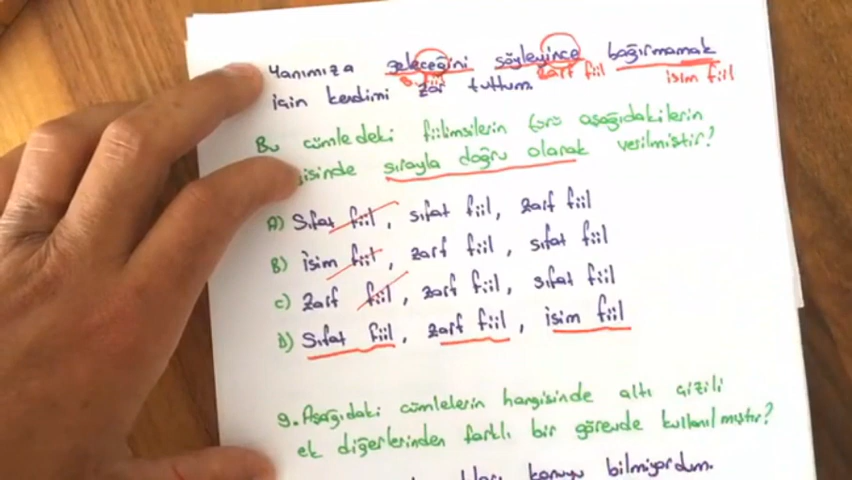 Yanımıza geleceğini söyleyince bağırmamak
zarf fiil isim fiil
için kendimi zor tuttum.
Bu cümledeki fiilimsilerin türü aşağıdakilerin
sırayla doğru olarak verilmiştir?
A) Sıfat fiil, sıfat fiil, zarf fiil
B) İsim fiil, zarf fiil, sıfat fiil
C) Zarf fiil, zarf fiil, sıfat fiil
D) Sıfat fiil, zarf fiil, isim fiil
9. Aşağıdaki cümlelerin hangisinde altı çizili
ek diğerlerinden farklı bir görevde kullanılmıştır?
konuyu bilmiyordum.